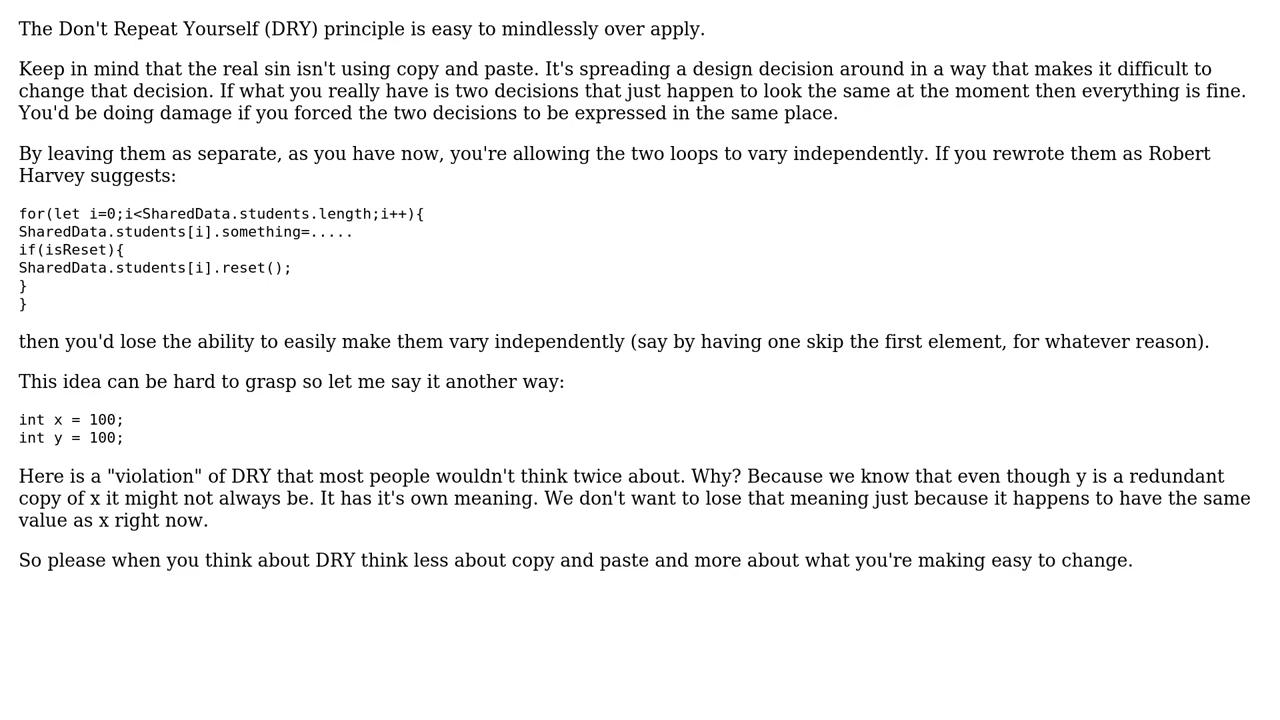 The Don't Repeat Yourself (DRY) principle is easy to mindlessly over apply.
Keep in mind that the real sin isn't using copy and paste. It's spreading a design decision around in a way that makes it difficult to
change that decision. If what you really have is two decisions that just happen to look the same at the moment then everything is fine.
You'd be doing damage if you forced the two decisions to be expressed in the same place.
By leaving them as separate, as you have now, you're allowing the two loops to vary independently. If you rewrote them as Robert
Harvey suggests:
for(let i=0;i<SharedData.students.length;i++){
SharedData.students[i].something=.....
if(isReset){
SharedData.students[i].reset();
}
}
then you'd lose the ability to easily make them vary independently (say by having one skip the first element, for whatever reason).
This idea can be hard to grasp so let me say it another way:
int x = 100;
int y = 100;
Here is a "violation" of DRY that most people wouldn't think twice about. Why? Because we know that even though y is a redundant
copy of x it might not always be. It has it's own meaning. We don't want to lose that meaning just because it happens to have the same
value as x right now.
So please when you think about DRY think less about copy and paste and more about what you're making easy to change.